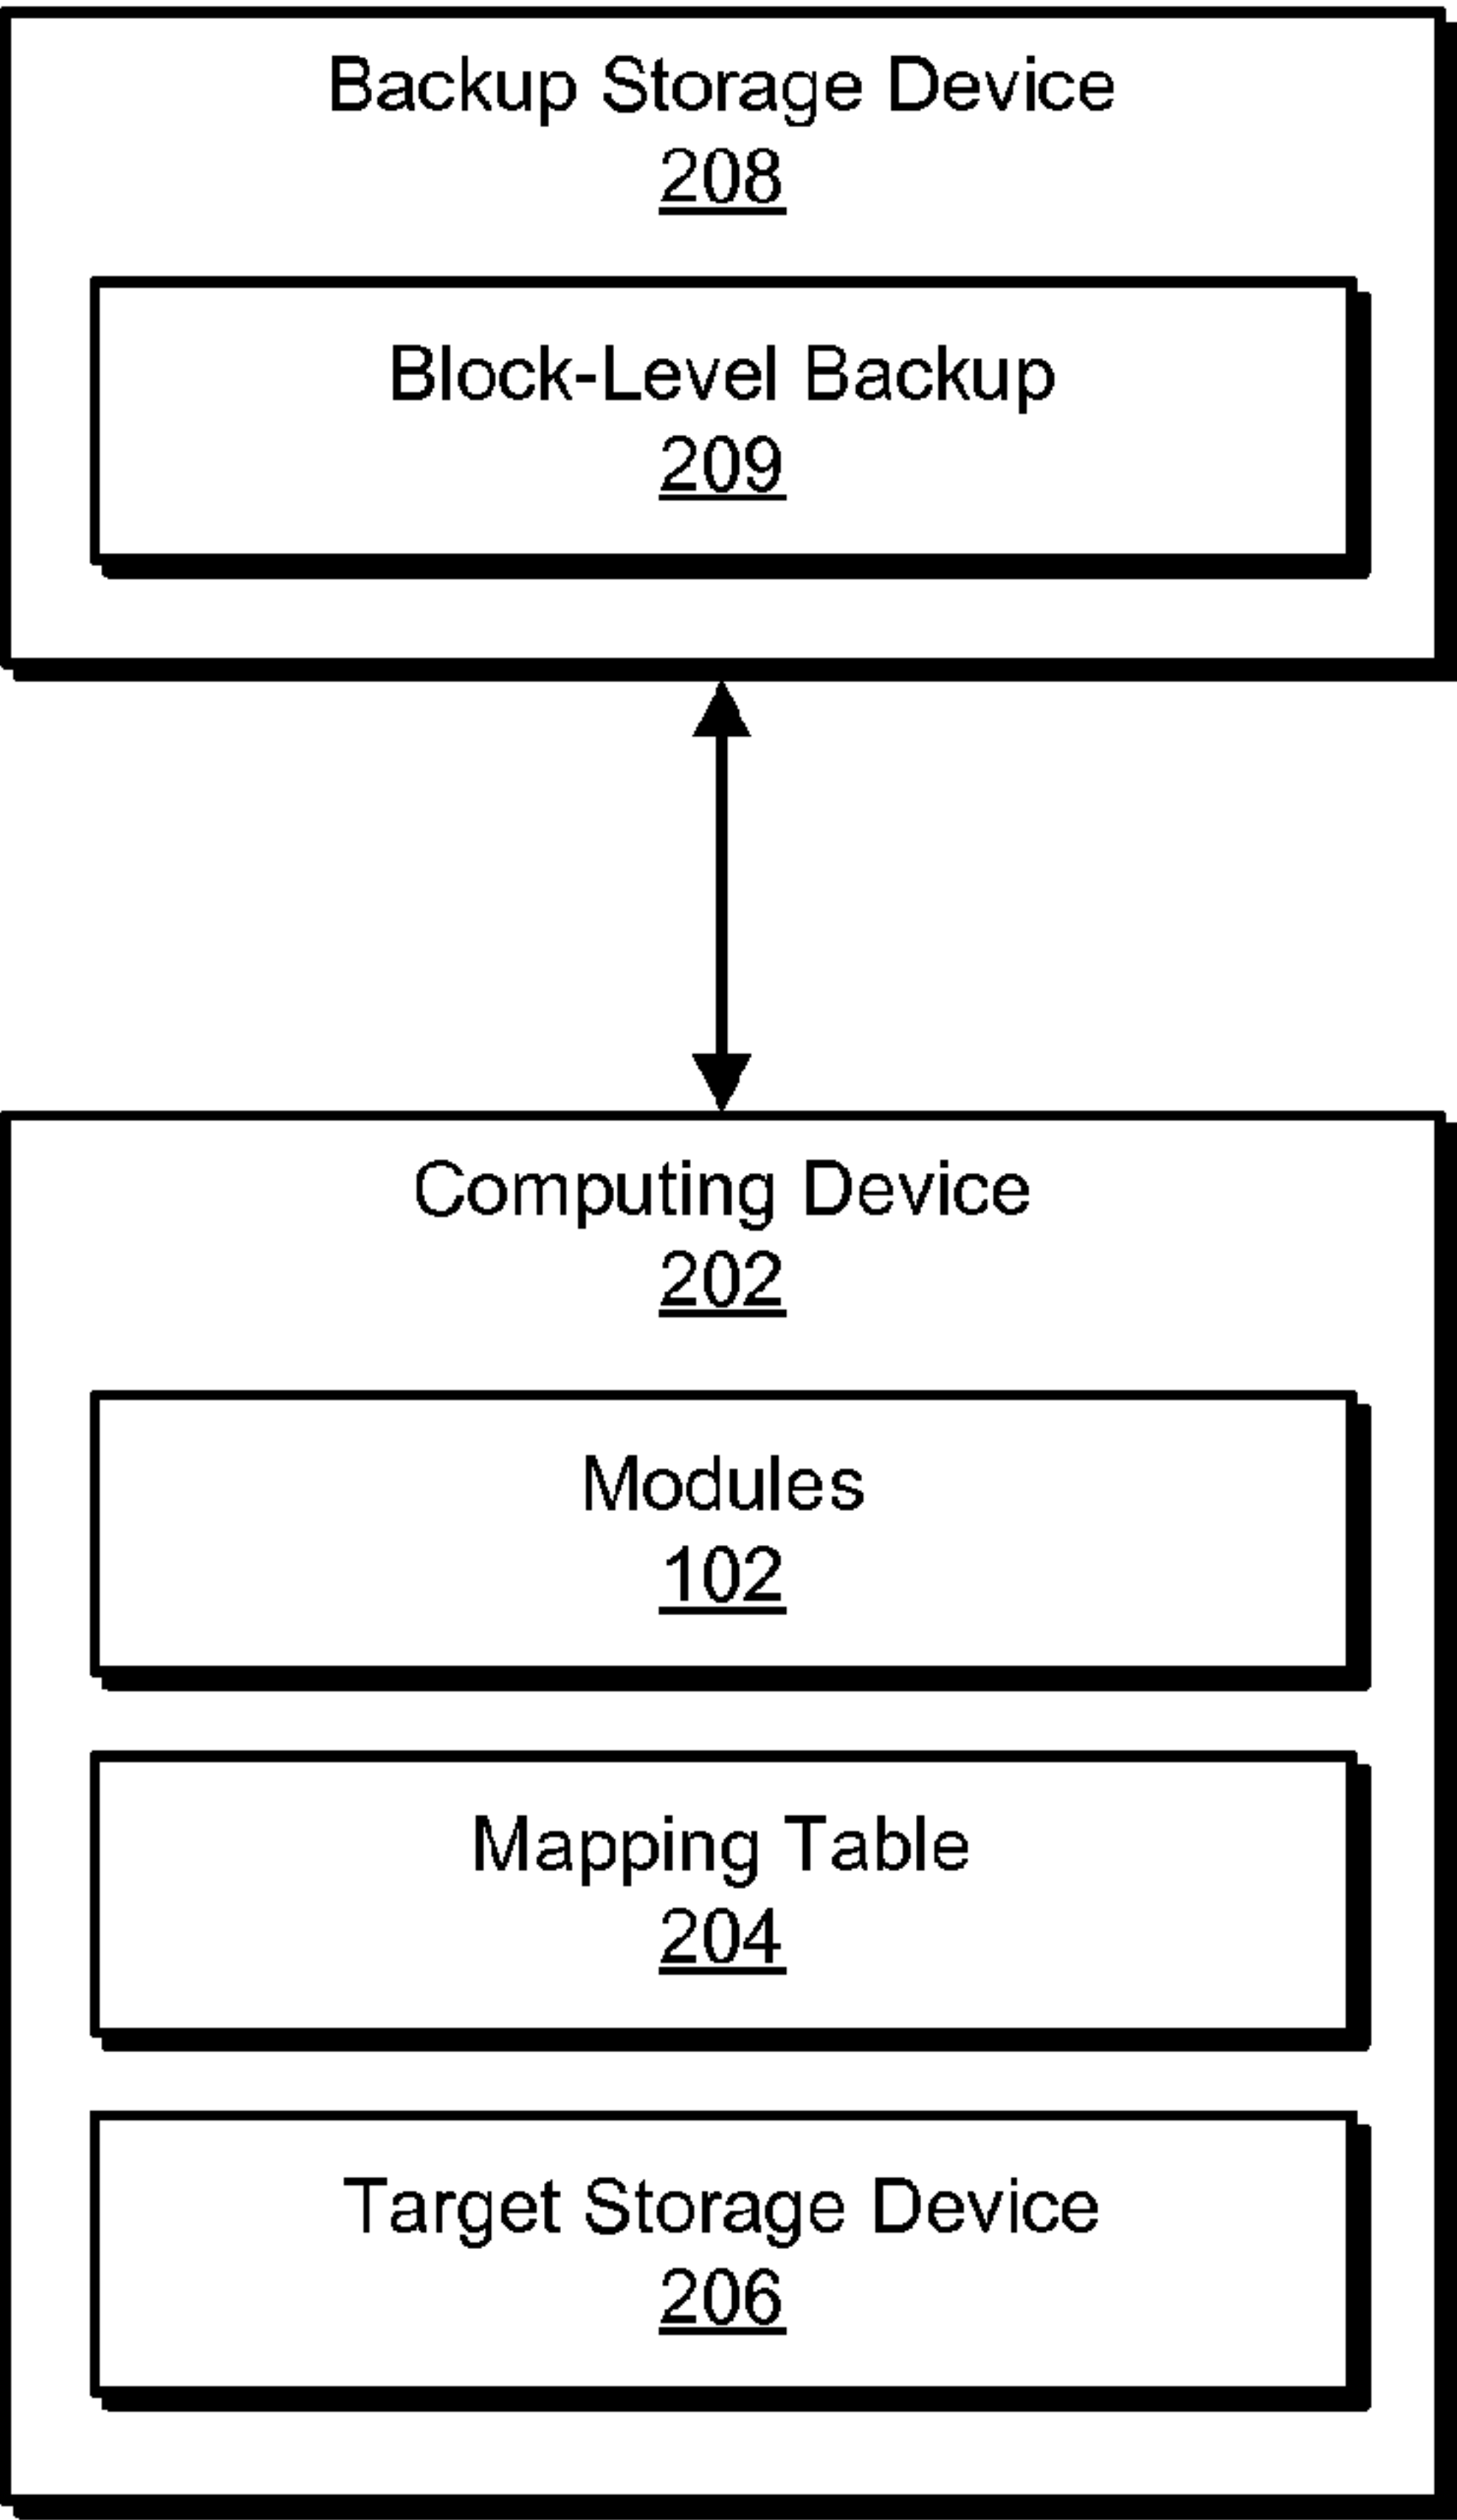 Backup Storage Device
208
Block-Level Backup
209
Computing Device
202
Modules
102
Mapping Table
204
Target Storage Device
206